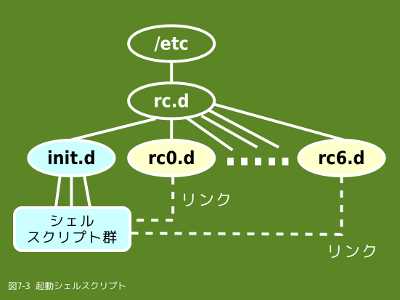 /etc
rc.d
init.d
rc0.d
rc6.d
リンク
シェル
スクリプト群
リンク
図7-3 起動シェルスクリプト